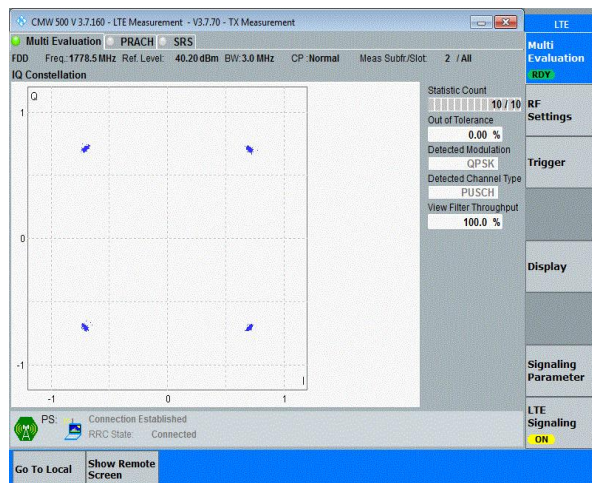 CMW 500 V 3.7.160 - LTE Measurement - V3.7.70 - TX Measurement
LTE
Multi Evaluation PRACH SRS
FDD Freq.:1778.5 MHz Ref. Level: 40.20 dBm BW:3.0 MHz CP :Normal Meas Subfr./Slot: 2 / All
IQ Constellation
Q
1
0
-1
-1 0 1
I
Statistic Count
10 / 10
Out of Tolerance
0.00 %
Detected Modulation
QPSK
Detected Channel Type
PUSCH
View Filter Throughput
100.0 %
Multi
Evaluation
RDY
RF
Settings
Trigger
Display
Signaling
Parameter
LTE
Signaling
ON
PS: Connection Established
RRC State: Connected
Go To Local
Show Remote
Screen